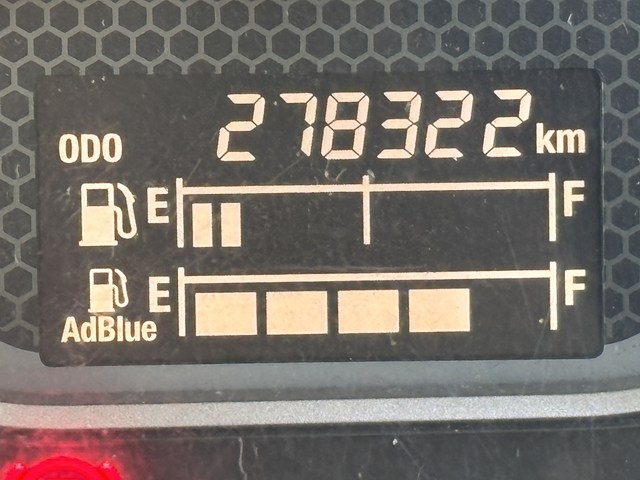 ODO 278322 km
E F
E F
AdBlue